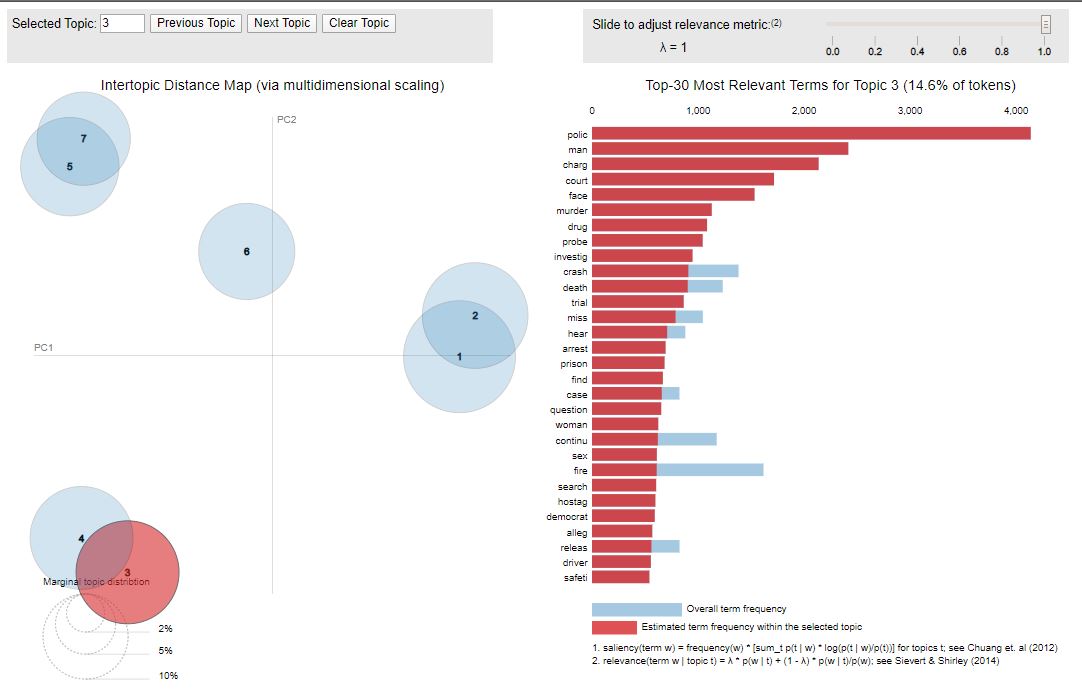 Selected Topic: 3 Previous Topic Next Topic Clear Topic
Slide to adjust relevance metric:(2)
λ = 1
0.0 0.2 0.4 0.6 0.8 1.0
Intertopic Distance Map (via multidimensional scaling)
PC2
PC1
7
5
6
2
1
4
3
Marginal topic distribtion
2%
5%
10%
Top-30 Most Relevant Terms for Topic 3 (14.6% of tokens)
0 1,000 2,000 3,000 4,000
polic
man
charg
court
face
murder
drug
probe
investig
crash
death
trial
miss
hear
arrest
prison
find
case
question
woman
continu
sex
fire
search
hostag
democrat
alleg
releas
driver
safeti
Overall term frequency
Estimated term frequency within the selected topic
1. saliency(term w) = frequency(w) * [sum_t p(t | w) * log(p(t | w)/p(t))] for topics t; see Chuang et. al (2012)
2. relevance(term w | topic t) = λ * p(w | t) + (1 - λ) * p(w | t)/p(w); see Sievert & Shirley (2014)